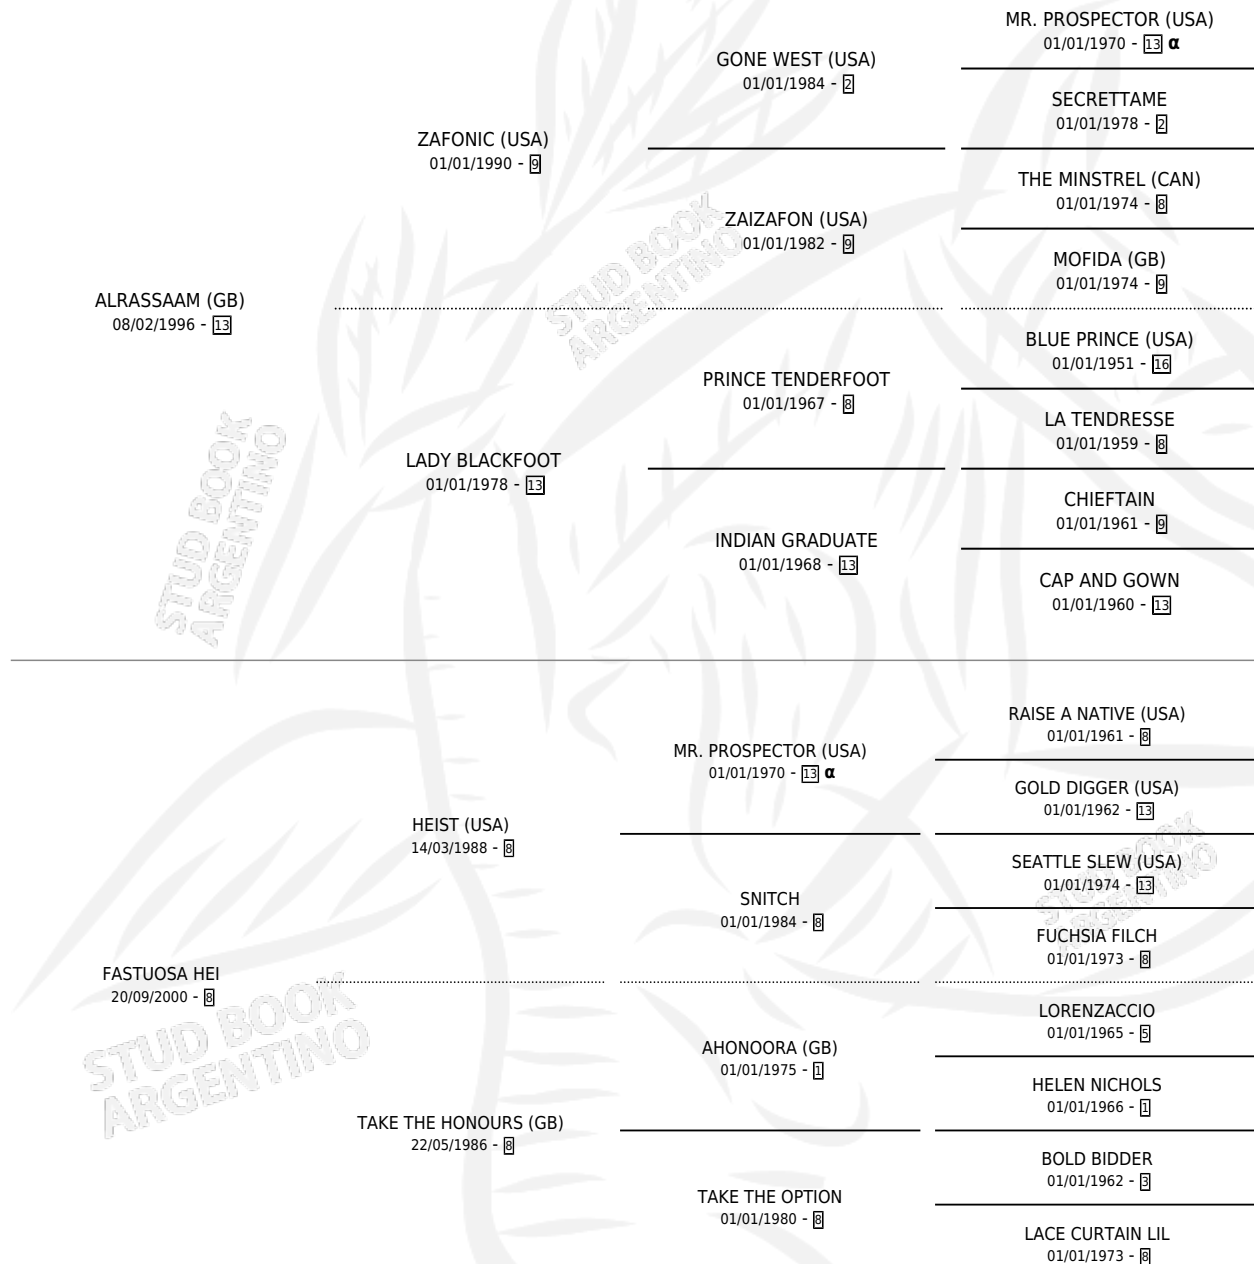 MR. PROSPECTOR (USA)
01/01/1970 - 13 α
GONE WEST (USA)
01/01/1984 - 2
SECRETTAME
01/01/1978 - 2
ZAFONIC (USA)
01/01/1990 - 9
THE MINSTREL (CAN)
01/01/1974 - 8
ZAIZAFON (USA)
01/01/1982 - 9
MOFIDA (GB)
01/01/1974 - 9
ALRASSAAM (GB)
08/02/1996 - 13
BLUE PRINCE (USA)
01/01/1951 - 16
PRINCE TENDERFOOT
01/01/1967 - 8
LA TENDRESSE
01/01/1959 - 8
LADY BLACKFOOT
01/01/1978 - 13
CHIEFTAIN
01/01/1961 - 9
INDIAN GRADUATE
01/01/1968 - 13
CAP AND GOWN
01/01/1960 - 13
RAISE A NATIVE (USA)
01/01/1961 - 8
MR. PROSPECTOR (USA)
01/01/1970 - 13 α
GOLD DIGGER (USA)
01/01/1962 - 13
HEIST (USA)
14/03/1988 - 8
SEATTLE SLEW (USA)
01/01/1974 - 13
SNITCH
01/01/1984 - 8
FUCHSIA FILCH
01/01/1973 - 8
FASTUOSA HEI
20/09/2000 - 8
LORENZACCIO
01/01/1965 - 5
AHONOORA (GB)
01/01/1975 - 1
HELEN NICHOLS
01/01/1966 - 1
TAKE THE HONOURS (GB)
22/05/1986 - 8
BOLD BIDDER
01/01/1962 - 3
TAKE THE OPTION
01/01/1980 - 8
LACE CURTAIN LIL
01/01/1973 - 8
STUD BOOK
ARGENTINO
STUD BOOK
ARGENTINO
STUD BOOK
ARGENTINO
STUD BOOK
ARGENTINO